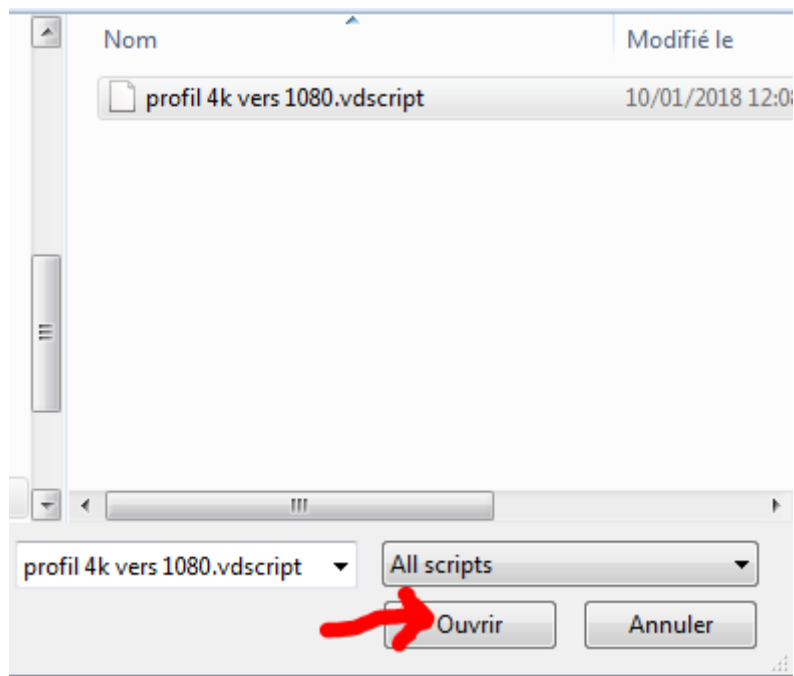 Nom Modifié le
profil 4k vers 1080.vdscript 10/01/2018 12:08
profil 4k vers 1080.vdscript All scripts
Ouvrir Annuler